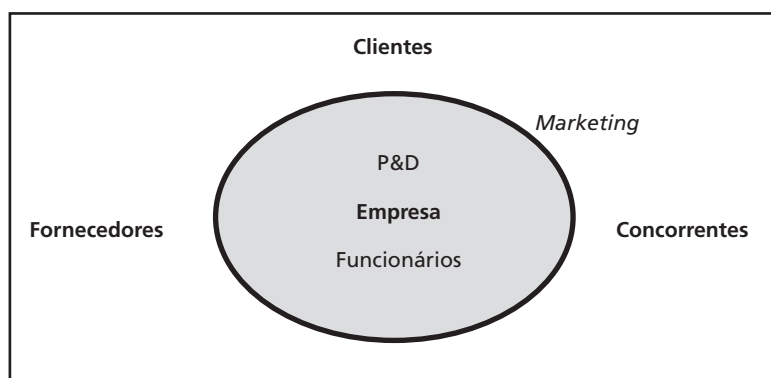 Clientes
Marketing
P&D
Empresa
Fornecedores
Concorrentes
Funcionários